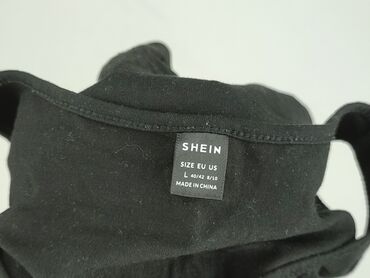 SHEIN
SIZE EU US
L 40/42 8/10
MADE IN CHINA